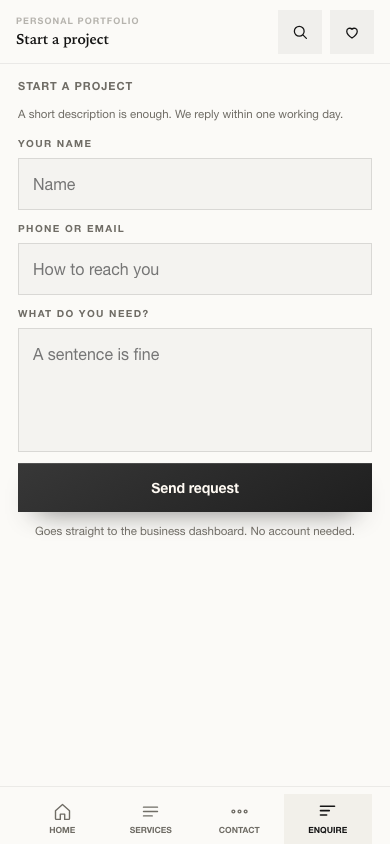 PERSONAL PORTFOLIO
Start a project
START A PROJECT
A short description is enough. We reply within one working day.
YOUR NAME
Name
PHONE OR EMAIL
How to reach you
WHAT DO YOU NEED?
A sentence is fine
Send request
Goes straight to the business dashboard. No account needed.
HOME SERVICES CONTACT ENQUIRE